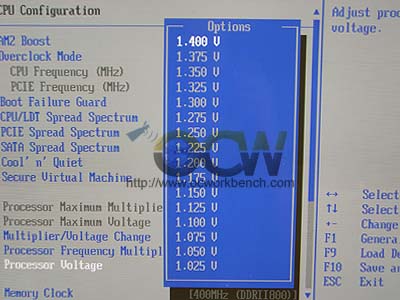 CPU Configuration
AM2 Boost
Overclock Mode
CPU Frequency (MHz)
PCIE Frequency (MHz)
Boot Failure Guard
CPU/LDT Spread Spectrum
PCIE Spread Spectrum
SATA Spread Spectrum
Cool' n' Quiet
Secure Virtual Machine
Processor Maximum Multiplie
Processor Maximum Voltage
Multiplier/Voltage Change
Processor Frequency Multipl
Processor Voltage
Memory Clock
[400MHz (DDRII800)]
Options
1.400 V
1.375 V
1.350 V
1.325 V
1.300 V
1.275 V
1.250 V
1.225 V
1.200 V
1.175 V
1.150 V
1.125 V
1.100 V
1.075 V
1.050 V
1.025 V
Adjust proc
voltage.
↔ Select
↑↓ Select
+- Change
F1 Genera
F9 Load De
F10 Save an
ESC Exit
OCW
http://www.ocworkbench.com